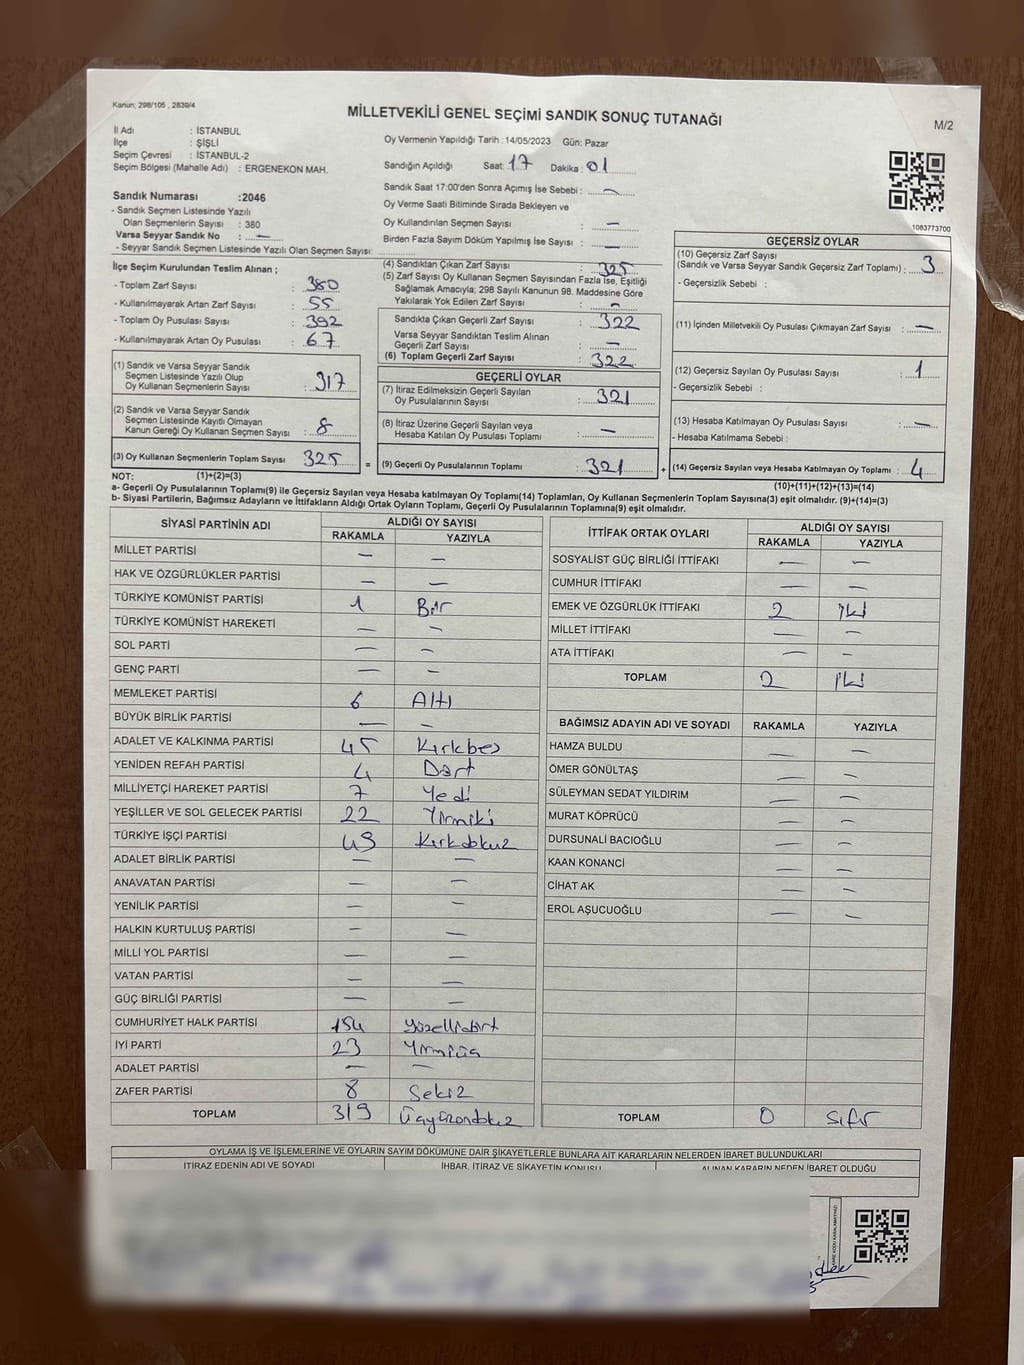 Kanun; 298/105 , 2839/4
MİLLETVEKİLİ GENEL SEÇİMİ SANDIK SONUÇ TUTANAĞI
M/2
İl Adı : İSTANBUL
İlçe : ŞİŞLİ
Seçim Çevresi : İSTANBUL-2
Seçim Bölgesi (Mahalle Adı) : ERGENEKON MAH.
Sandık Numarası :2046
- Sandık Seçmen Listesinde Yazılı
Olan Seçmenlerin Sayısı : 380
Varsa Seyyar Sandık No : —
- Seyyar Sandık Seçmen Listesinde Yazılı Olan Seçmen Sayısı:
Oy Vermenin Yapıldığı Tarih :14/05/2023 Gün: Pazar
Sandığın Açıldığı Saat: 17 Dakika : 01
Sandık Saat 17:00'den Sonra Açımış İse Sebebi : —
Oy Verme Saati Bitiminde Sırada Bekleyen ve
Oy Kullandırılan Seçmen Sayısı : —
Birden Fazla Sayım Döküm Yapılmış İse Sayısı : —
1083773700
İlçe Seçim Kurulundan Teslim Alınan ;
- Toplam Zarf Sayısı : 380
- Kullanılmayarak Artan Zarf Sayısı : 55
- Toplam Oy Pusulası Sayısı : 392
- Kullanılmayarak Artan Oy Pusulası : 67
(1) Sandık ve Varsa Seyyar Sandık
Seçmen Listesinde Yazılı Olup
Oy Kullanan Seçmenlerin Sayısı : 317
(2) Sandık ve Varsa Seyyar Sandık
Seçmen Listesinde Kayıtlı Olmayan
Kanun Gereği Oy Kullanan Seçmen Sayısı : 8
(3) Oy Kullanan Seçmenlerin Toplam Sayısı 325
(4) Sandıktan Çıkan Zarf Sayısı : 325
(5) Zarf Sayısı Oy Kullanan Seçmen Sayısından Fazla İse, Eşitliği
Sağlamak Amacıyla; 298 Sayılı Kanunun 98. Maddesine Göre
Yakılarak Yok Edilen Zarf Sayısı : —
Sandıkta Çıkan Geçerli Zarf Sayısı : 322
Varsa Seyyar Sandıktan Teslim Alınan
Geçerli Zarf Sayısı : —
(6) Toplam Geçerli Zarf Sayısı : 322
GEÇERLİ OYLAR
(7) İtiraz Edilmeksizin Geçerli Sayılan
Oy Pusulalarının Sayısı : 321
(8) İtiraz Üzerine Geçerli Sayılan veya
Hesaba Katılan Oy Pusulası Toplamı : —
= (9) Geçerli Oy Pusulalarının Toplamı : 321
GEÇERSİZ OYLAR
(10) Geçersiz Zarf Sayısı
(Sandık ve Varsa Seyyar Sandık Geçersiz Zarf Toplamı) : 3
- Geçersizlik Sebebi :
(11) İçinden Milletvekili Oy Pusulası Çıkmayan Zarf Sayısı : —
(12) Geçersiz Sayılan Oy Pusulası Sayısı : 1
- Geçersizlik Sebebi :
(13) Hesaba Katılmayan Oy Pusulası Sayısı : —
- Hesaba Katılmama Sebebi :
+ (14) Geçersiz Sayılan veya Hesaba Katılmayan Oy Toplamı : 4
NOT: (1)+(2)=(3) (10)+(11)+(12)+(13)=(14)
a- Geçerli Oy Pusulaları Toplamı(9) ile Geçersiz Sayılan veya Hesaba katılmayan Oy Toplamı(14) Toplamları, Oy Kullanan Seçmenlerin Toplam Sayısına(3) eşit olmalıdır. (9)+(14)=(3)
b- Siyasi Partilerin, Bağımsız Adayların ve İttifakların Aldığı Ortak Oyların Toplamı, Geçerli Oy Pusulalarının Toplamına(9) eşit olmalıdır.
SİYASİ PARTİNİN ADI ALDIĞI OY SAYISI
RAKAMLA YAZIYLA
MİLLET PARTİSİ — —
HAK VE ÖZGÜRLÜKLER PARTİSİ — —
TÜRKİYE KOMÜNİST PARTİSİ 1 Bir
TÜRKİYE KOMÜNİST HAREKETİ — —
SOL PARTİ — —
GENÇ PARTİ — —
MEMLEKET PARTİSİ 6 Altı
BÜYÜK BİRLİK PARTİSİ — —
ADALET VE KALKINMA PARTİSİ 45 Kırkbeş
YENİDEN REFAH PARTİSİ 4 Dört
MİLLİYETÇİ HAREKET PARTİSİ 7 Yedi
YEŞİLLER VE SOL GELECEK PARTİSİ 22 Yirmiki
TÜRKİYE İŞÇİ PARTİSİ 49 Kırkdokuz
ADALET BİRLİK PARTİSİ — —
ANAVATAN PARTİSİ — —
YENİLİK PARTİSİ — —
HALKIN KURTULUŞ PARTİSİ — —
MİLLİ YOL PARTİSİ — —
VATAN PARTİSİ — —
GÜÇ BİRLİĞİ PARTİSİ — —
CUMHURİYET HALK PARTİSİ 154 Yüzellidört
İYİ PARTİ 23 Yirmiüç
ADALET PARTİSİ — —
ZAFER PARTİSİ 8 Sekiz
TOPLAM 319 Üçyüzondokuz
İTTİFAK ORTAK OYLARI ALDIĞI OY SAYISI
RAKAMLA YAZIYLA
SOSYALİST GÜÇ BİRLİĞİ İTTİFAKI — —
CUMHUR İTTİFAKI — —
EMEK VE ÖZGÜRLÜK İTTİFAKI 2 İki
MİLLET İTTİFAKI — —
ATA İTTİFAKI — —
TOPLAM 2 İki
BAĞIMSIZ ADAYIN ADI VE SOYADI RAKAMLA YAZIYLA
HAMZA BULDU — —
ÖMER GÖNÜLTAŞ — —
SÜLEYMAN SEDAT YILDIRIM — —
MURAT KÖPRÜCÜ — —
DURSUNALİ BACIOĞLU — —
KAAN KONANCİ — —
CİHAT AK — —
EROL AŞUCUOĞLU — —
TOPLAM 0 Sıfır
OYLAMA İŞ VE İŞLEMLERİNE VE OYLARIN SAYIM DÖKÜMÜNE DAİR ŞİKAYETLERLE BUNLARA AİT KARARLARIN NELERDEN İBARET BULUNDUKLARI
İTİRAZ EDENİN ADI VE SOYADI İHBAR, İTİRAZ VE ŞİKAYETİN KONUSU ALINAN KARARIN NEDEN İBARET OLDUĞU